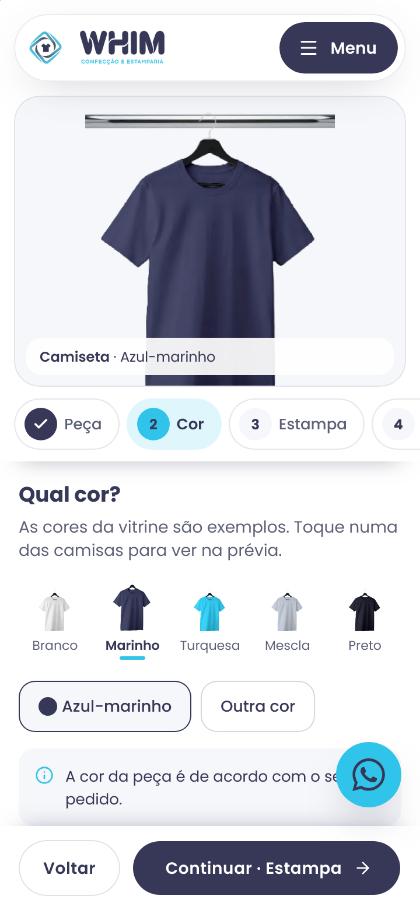 WHIM
CONFECÇÃO E ESTAMPARIA
Menu
Camiseta · Azul-marinho
Peça
2 Cor
3 Estampa
4
Qual cor?
As cores da vitrine são exemplos. Toque numa
das camisas para ver na prévia.
Branco Marinho Turquesa Mescla Preto
Azul-marinho Outra cor
A cor da peça é de acordo com o
pedido.
Voltar Continuar · Estampa →